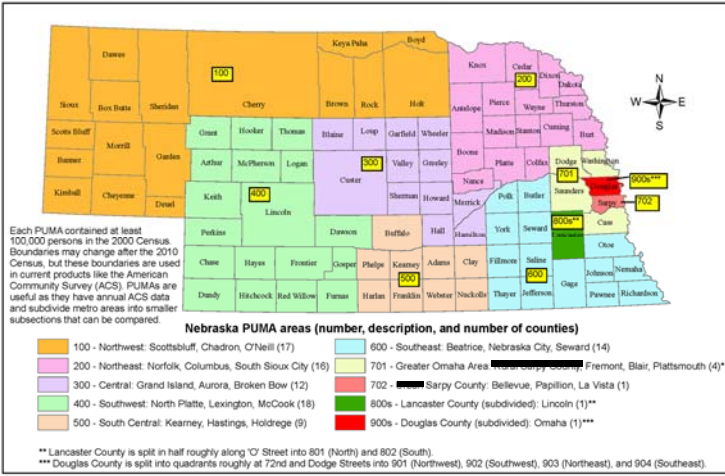 Keya Paha
Boyd
Dawes
Knox
Cedar
Dixon
Dakota
100
200
N
W
E
S
Sioux
Box Butte
Sheridan
Cherry
Brown
Rock
Holt
Antelope
Pierce
Wayne
Thurston
Scotts Bluff
Morrill
Garden
Grant
Hooker
Thomas
Blaine
Loup
Garfield
Wheeler
Madison
Stanton
Cuming
Burt
Banner
Boone
Platte
Colfax
Dodge
Washington
Arthur
McPherson
Logan
300
Custer
Valley
Greeley
Nance
701
Douglas
900s***
Kimball
Cheyenne
Deuel
Keith
400
Sherman
Howard
Merrick
Polk
Butler
Saunders
Sarpy
702
Lincoln
800s**
Cass
Perkins
Dawson
Buffalo
Hall
Hamilton
York
Seward
Lancaster
Otoe
Each PUMA contained at least
100,000 persons in the 2000 Census.
Boundaries may change after the 2010
Census, but these boundaries are used
in current products like the American
Community Survey (ACS). PUMAs are
useful as they have annual ACS data
and subdivide metro areas into smaller
subsections that can be compared.
Chase
Hayes
Frontier
Gosper
Phelps
Kearney
Adams
Clay
Fillmore
Saline
500
600
Johnson
Nemaha
Dundy
Hitchcock
Red Willow
Furnas
Harlan
Franklin
Webster
Nuckolls
Thayer
Jefferson
Gage
Pawnee
Richardson
Nebraska PUMA areas (number, description, and number of counties)
100 - Northwest: Scottsbluff, Chadron, O'Neill (17)
200 - Northeast: Norfolk, Columbus, South Sioux City (16)
300 - Central: Grand Island, Aurora, Broken Bow (12)
400 - Southwest: North Platte, Lexington, McCook (18)
500 - South Central: Kearney, Hastings, Holdrege (9)
600 - Southeast: Beatrice, Nebraska City, Seward (14)
701 - Greater Omaha Area: Fremont, Blair, Plattsmouth (4)*
702 - Sarpy County: Bellevue, Papillion, La Vista (1)
800s - Lancaster County (subdivided): Lincoln (1)**
900s - Douglas County (subdivided): Omaha (1)***
** Lancaster County is split in half roughly along 'O' Street into 801 (North) and 802 (South).
*** Douglas County is split into quadrants roughly at 72nd and Dodge Streets into 901 (Northwest), 902 (Southwest), 903 (Northeast), and 904 (Southeast).